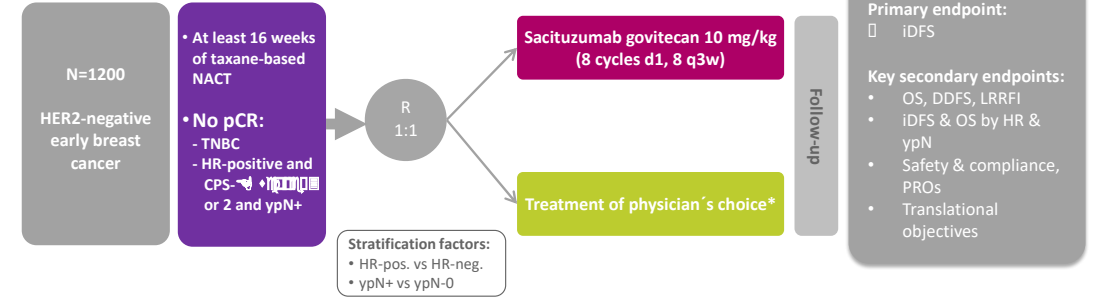 N=1200
HER2-negative
early breast
cancer
• At least 16 weeks
of taxane-based
NACT
• No pCR:
- TNBC
- HR-positive and
CPS-
or 2 and ypN+
R
1:1
Sacituzumab govitecan 10 mg/kg
(8 cycles d1, 8 q3w)
Treatment of physician´s choice*
Stratification factors:
• HR-pos. vs HR-neg.
• ypN+ vs ypN-0
Follow-up
Primary endpoint:
iDFS
Key secondary endpoints:
• OS, DDFS, LRRFI
• iDFS & OS by HR &
ypN
• Safety & compliance,
PROs
• Translational
objectives